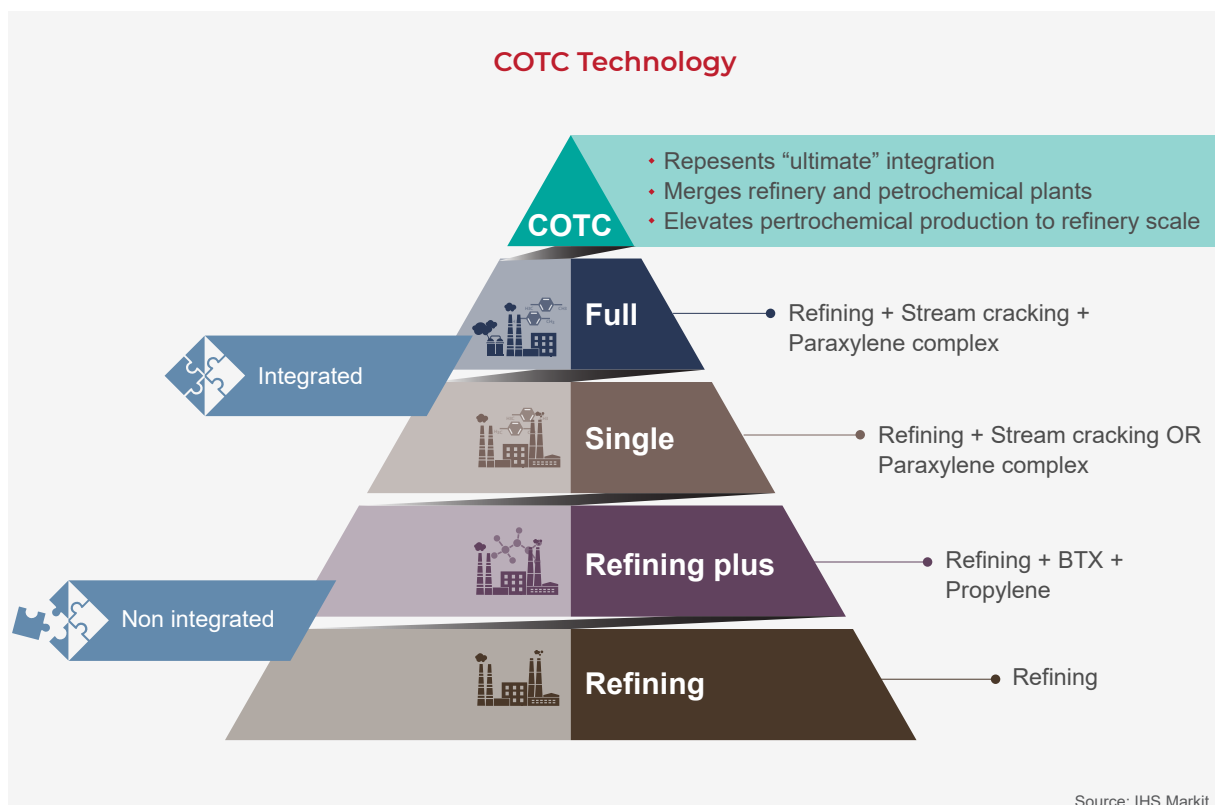 COTC Technology
• Repesents “ultimate” integration
• Merges refinery and petrochemical plants
• Elevates pertrochemical production to refinery scale
COTC
Full
Refining + Stream cracking +
Paraxylene complex
Integrated
Single
Refining + Stream cracking OR
Paraxylene complex
Refining plus
Refining + BTX +
Propylene
Non integrated
Refining
Refining
Source: IHS Markit